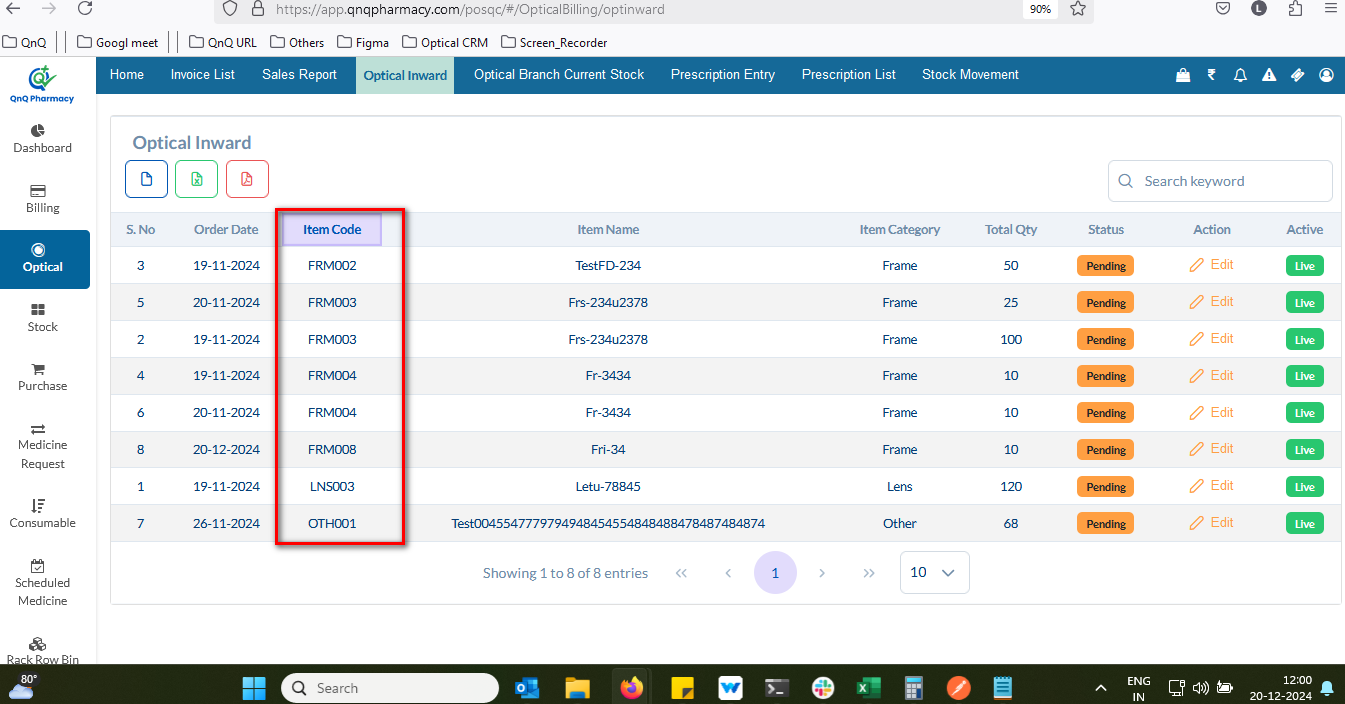 https://app.qnqpharmacy.com/posqc/#/OpticalBilling/optinward
90%
L
QnQ
Googl meet
QnQ URL
Others
Figma
Optical CRM
Screen_Recorder
QnQ Pharmacy
Home
Invoice List
Sales Report
Optical Inward
Optical Branch Current Stock
Prescription Entry
Prescription List
Stock Movement
Dashboard
Billing
Optical
Stock
Purchase
Medicine
Request
Consumable
Scheduled
Medicine
Rack Row Bin
Optical Inward
Search keyword
S. No Order Date Item Code Item Name Item Category Total Qty Status Action Active
3 19-11-2024 FRM002 TestFD-234 Frame 50 Pending Edit Live
5 20-11-2024 FRM003 Frs-234u2378 Frame 25 Pending Edit Live
2 19-11-2024 FRM003 Frs-234u2378 Frame 100 Pending Edit Live
4 19-11-2024 FRM004 Fr-3434 Frame 10 Pending Edit Live
6 20-11-2024 FRM004 Fr-3434 Frame 10 Pending Edit Live
8 20-12-2024 FRM008 Fri-34 Frame 10 Pending Edit Live
1 19-11-2024 LNS003 Letu-78845 Lens 120 Pending Edit Live
7 26-11-2024 OTH001 Test00455477797949484545548484884784874848​74 Other 68 Pending Edit Live
Showing 1 to 8 of 8 entries
1
10
80°
Search
ENG
IN
12:00
20-12-2024